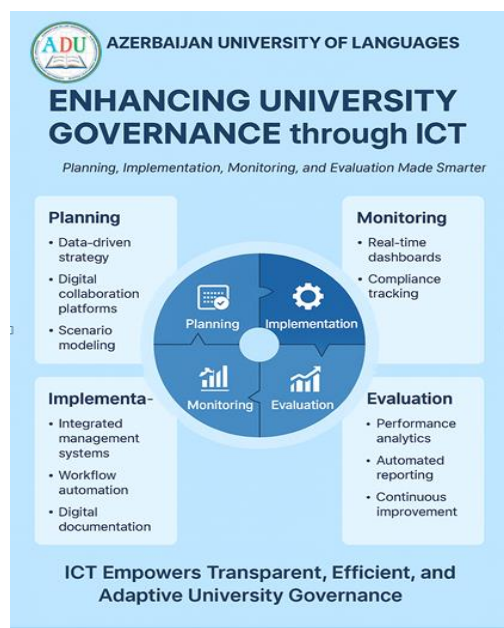 ADU
AZERBAIJAN UNIVERSITY OF LANGUAGES
ENHANCING UNIVERSITY
GOVERNANCE through ICT
Planning, Implementation, Monitoring, and Evaluation Made Smarter
Planning
• Data-driven
strategy
• Digital
collaboration
platforms
• Scenario
modeling
Monitoring
• Real-time
dashboards
• Compliance
tracking
Planning
Implementation
Monitoring
Evaluation
Implementa-
• Integrated
management
systems
• Workflow
automation
• Digital
documentation
Evaluation
• Performance
analytics
• Automated
reporting
• Continuous
improvement
ICT Empowers Transparent, Efficient, and
Adaptive University Governance